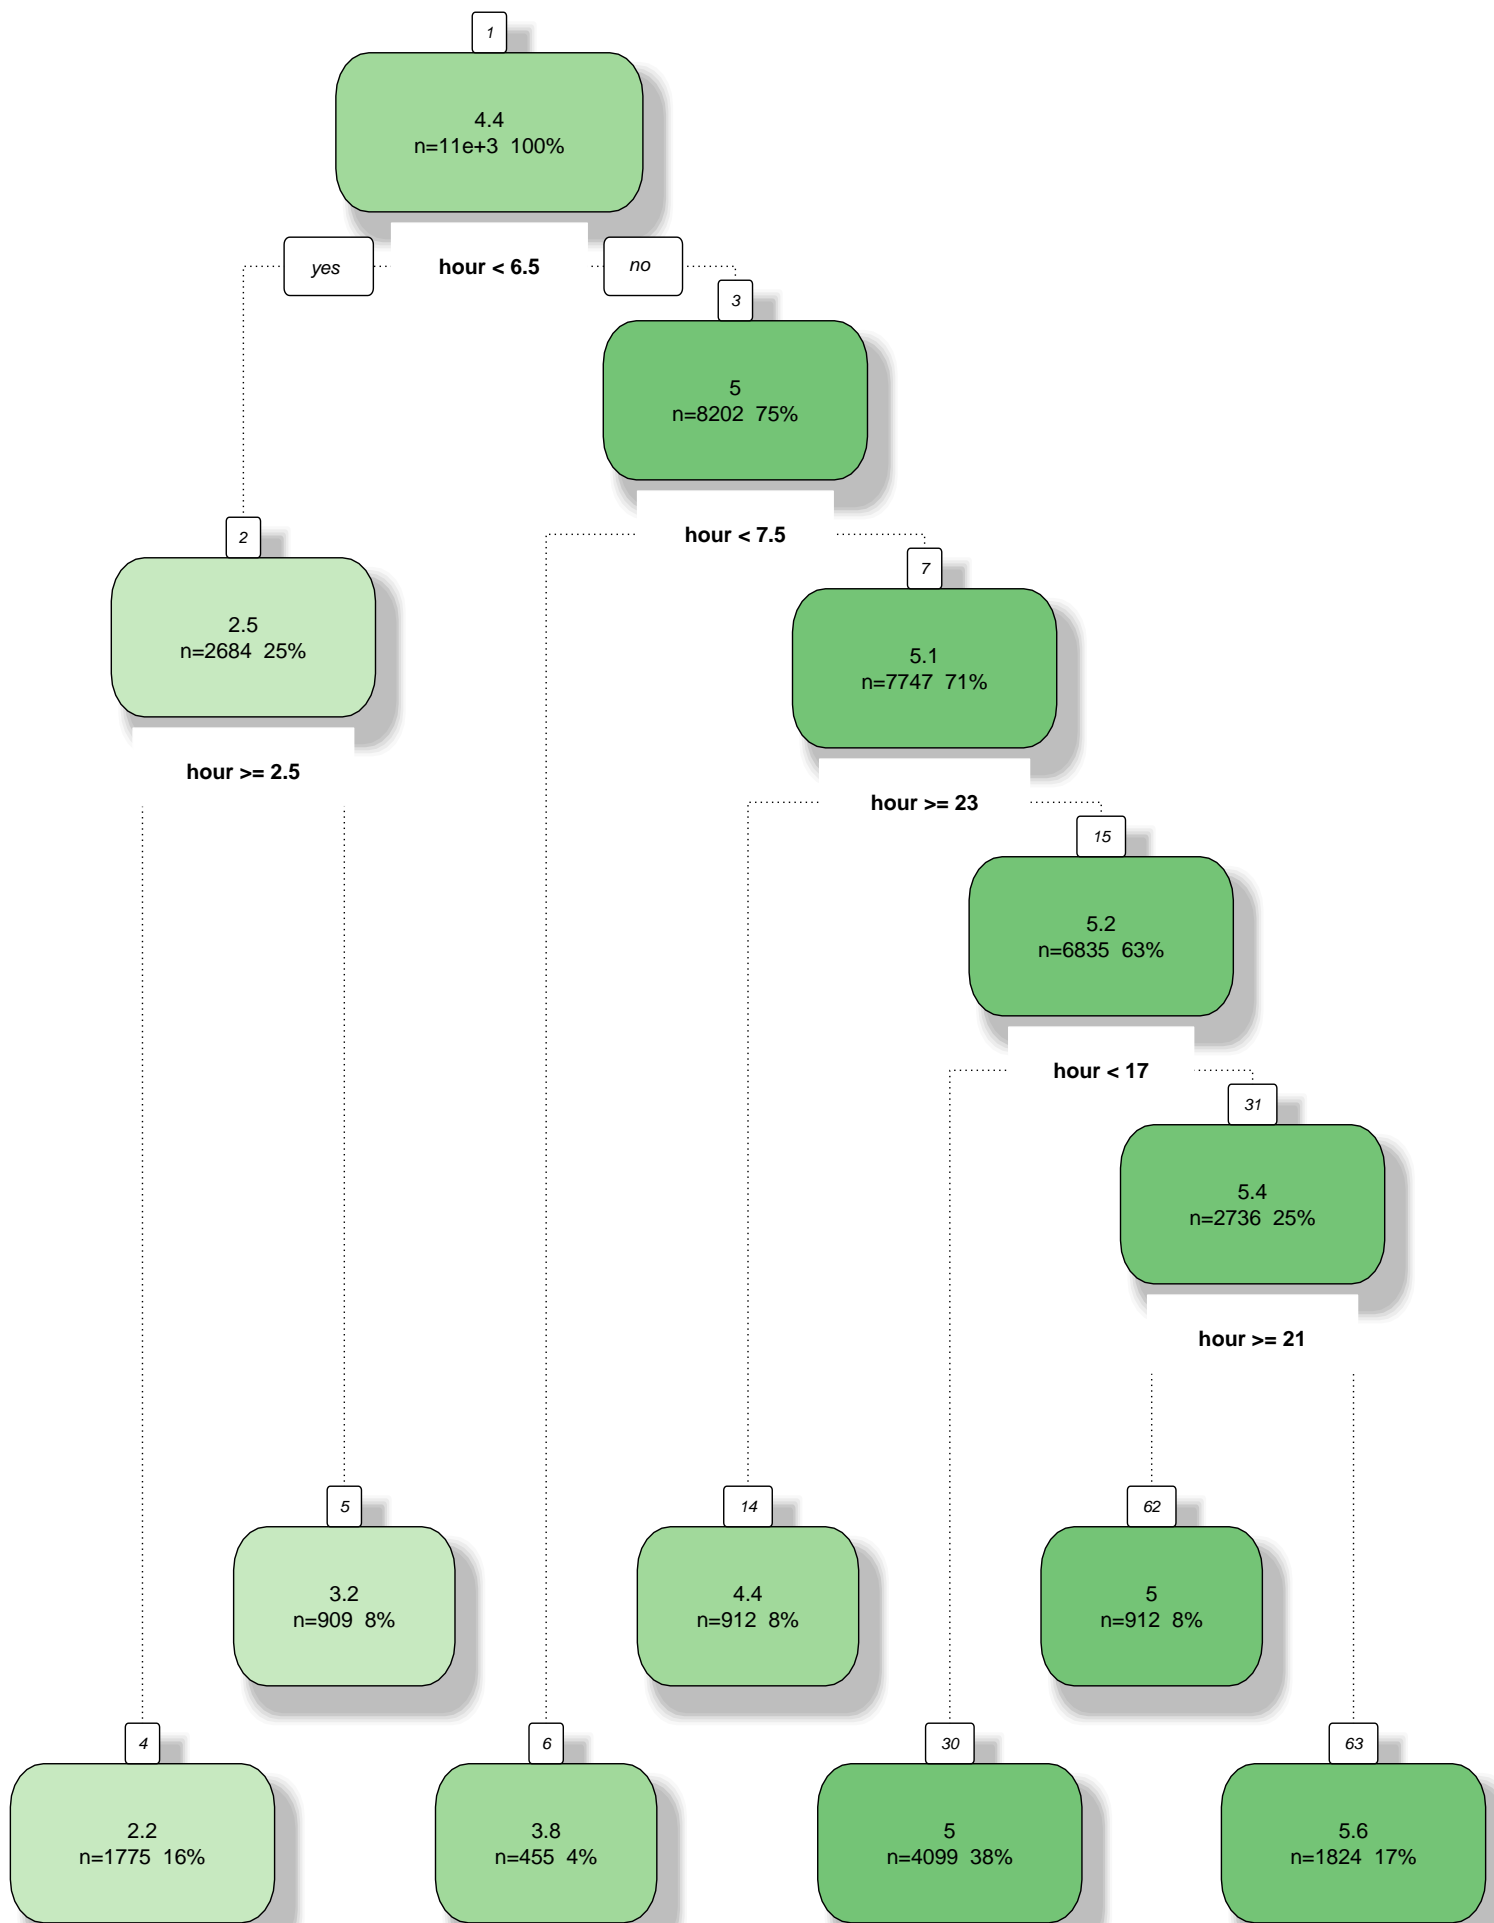 1
4.4
n=11e+3 100%
yes
hour < 6.5
no
3
5
n=8202 75%
2
hour < 7.5
7
2.5
n=2684 25%
5.1
n=7747 71%
hour >= 2.5
hour >= 23
15
5.2
n=6835 63%
hour < 17
31
5.4
n=2736 25%
hour >= 21
5
14
62
3.2
n=909 8%
4.4
n=912 8%
5
n=912 8%
4
6
30
63
2.2
n=1775 16%
3.8
n=455 4%
5
n=4099 38%
5.6
n=1824 17%